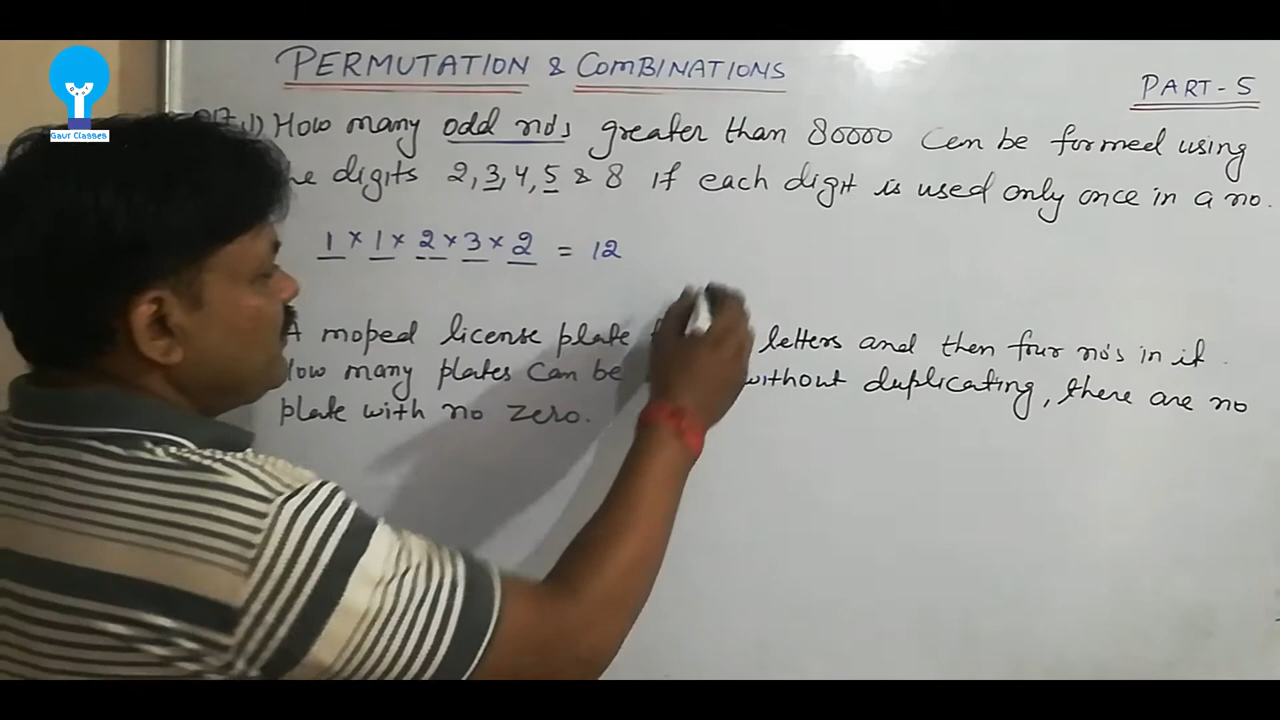 Gaur Classes
PERMUTATION & COMBINATIONS
PART-5
How many odd no's greater than 80000 can be formed using
digits 2, 3, 4, 5 & 8 if each digit is used only once in a no.
1 × 1 × 2 × 3 × 2 = 12
A moped license plate letters and then four no's in it.
How many plates can be without duplicating, there are no
plate with no zero.